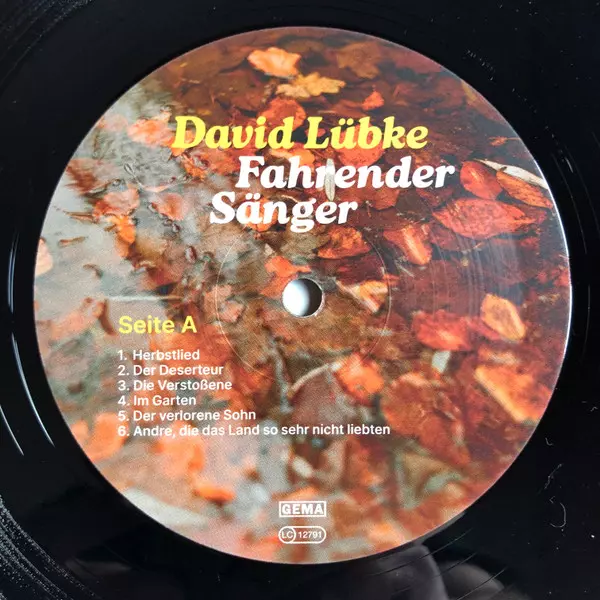 David Lübke
Fahrender
Sänger
Seite A
1. Herbstlied
2. Der Deserteur
3. Die Verstoßene
4. Im Garten
5. Der verlorene Sohn
6. Andre, die das Land so sehr nicht liebten
GEMA
LC 12791